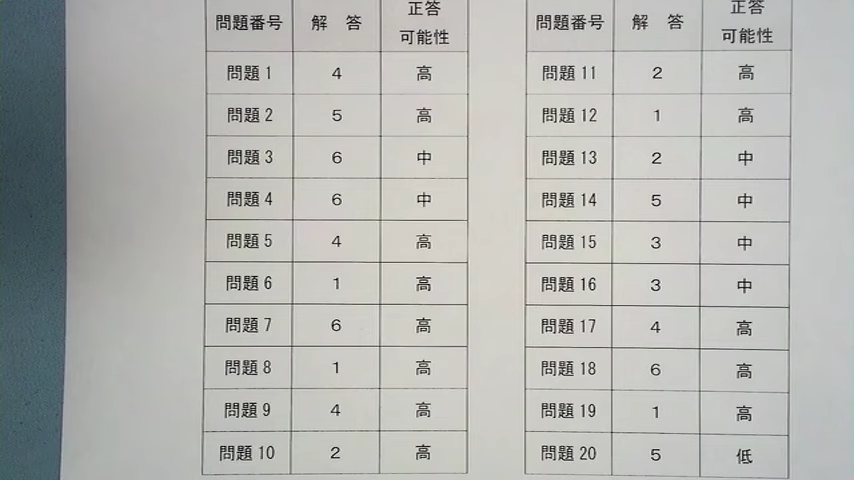 問題番号 解 答 正答可能性
問題1 4 高
問題2 5 高
問題3 6 中
問題4 6 中
問題5 4 高
問題6 1 高
問題7 6 高
問題8 1 高
問題9 4 高
問題10 2 高
問題番号 解 答 正答可能性
問題11 2 高
問題12 1 高
問題13 2 中
問題14 5 中
問題15 3 中
問題16 3 中
問題17 4 高
問題18 6 高
問題19 1 高
問題20 5 低